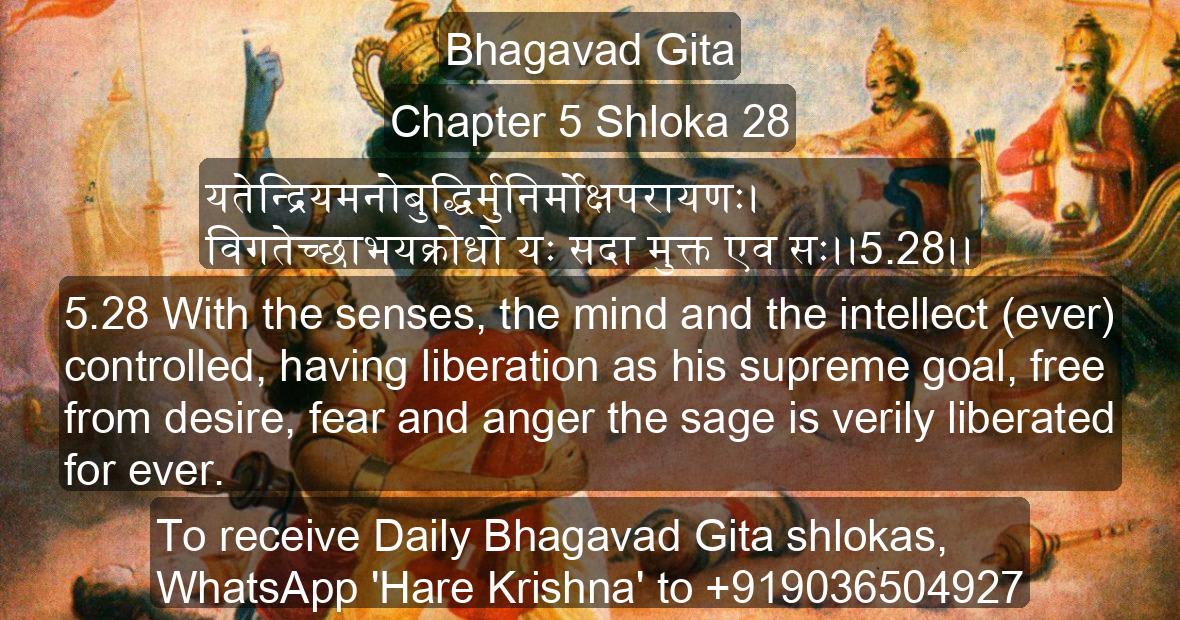 Bhagavad Gita
Chapter 5 Shloka 28
यतेन्द्रियमनोबुद्धिर्मुनिर्मोक्षपरायणः।
विगतेच्छाभयक्रोधो यः सदा मुक्त एव सः।।5.28।।
5.28 With the senses, the mind and the intellect (ever)
controlled, having liberation as his supreme goal, free
from desire, fear and anger the sage is verily liberated
for ever.
To receive Daily Bhagavad Gita shlokas,
WhatsApp 'Hare Krishna' to +919036504927